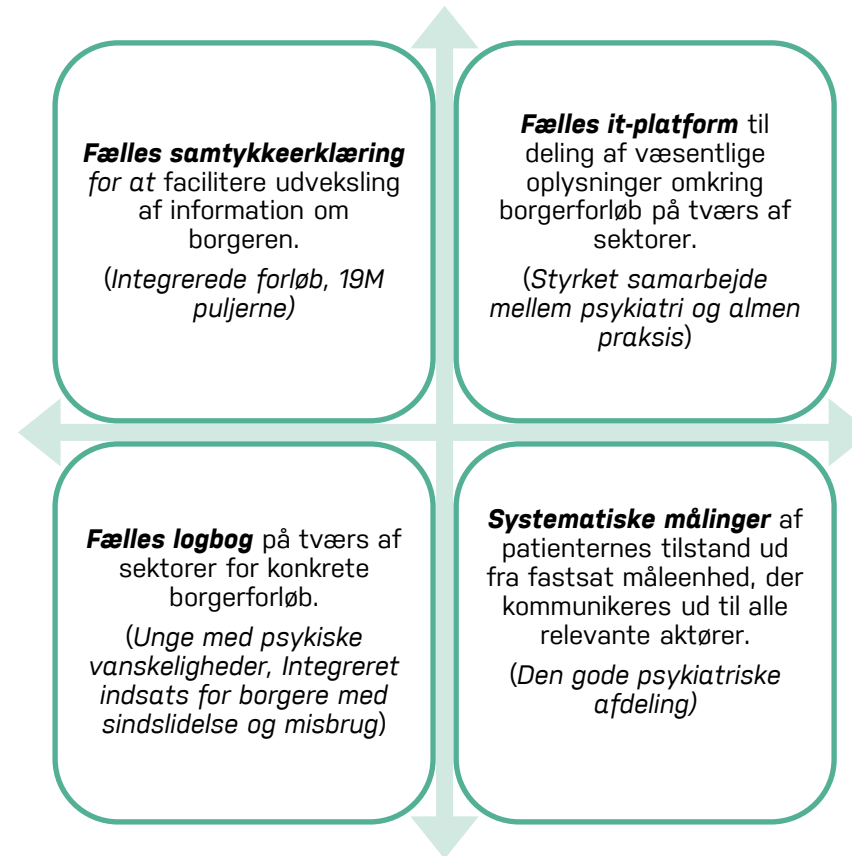 Fælles samtykkeerklæring
for at facilitere udveksling
af information om
borgeren.
(Integrerede forløb, 19M
puljerne)
Fælles it-platform til
deling af væsentlige
oplysninger omkring
borgerforløb på tværs af
sektorer.
(Styrket samarbejde
mellem psykiatri og almen
praksis)
Fælles logbog på tværs af
sektorer for konkrete
borgerforløb.
(Unge med psykiske
vanskeligheder, Integreret
indsats for borgere med
sindslidelse og misbrug)
Systematiske målinger af
patienternes tilstand ud
fra fastsat måleenhed, der
kommunikeres ud til alle
relevante aktører.
(Den gode psykiatriske
afdeling)